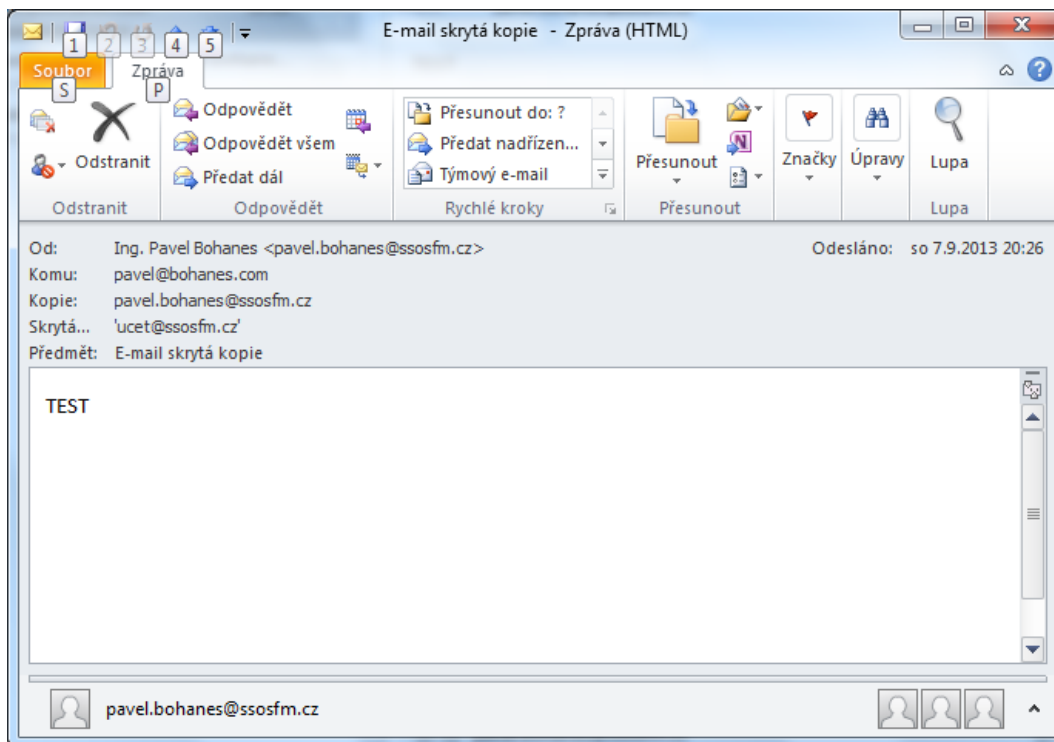 E-mail skrytá kopie - Zpráva (HTML)
1 2 3 4 5
Soubor Zpráva
S P
Odpovědět
Odpovědět všem
Předat dál
Odstranit
Přesunout do: ?
Předat nadřízen...
Týmový e-mail
Přesunout
Značky
Úpravy
Lupa
Odstranit Odpovědět Rychlé kroky Přesunout Lupa
Od: Ing. Pavel Bohanes <pavel.bohanes@ssosfm.cz> Odesláno: so 7.9.2013 20:26
Komu: pavel@bohanes.com
Kopie: pavel.bohanes@ssosfm.cz
Skrytá... 'ucet@ssosfm.cz'
Předmět: E-mail skrytá kopie
TEST
pavel.bohanes@ssosfm.cz